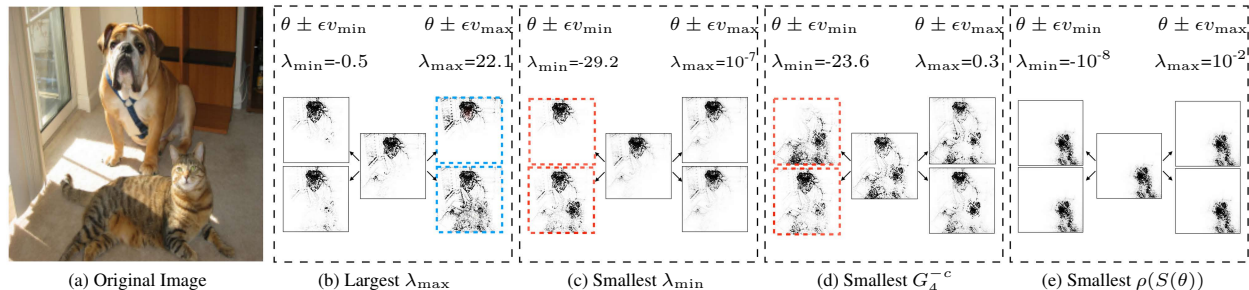 θ ± ϵv_min θ ± ϵv_max
λ_min=-0.5 λ_max=22.1
θ ± ϵv_min θ ± ϵv_max
λ_min=-29.2 λ_max=10^-7
θ ± ϵv_min θ ± ϵv_max
λ_min=-23.6 λ_max=0.3
θ ± ϵv_min θ ± ϵv_max
λ_min=-10^-8 λ_max=10^-2
(a) Original Image
(b) Largest λ_max
(c) Smallest λ_min
(d) Smallest G_4^{-c}
(e) Smallest ρ(S(θ))